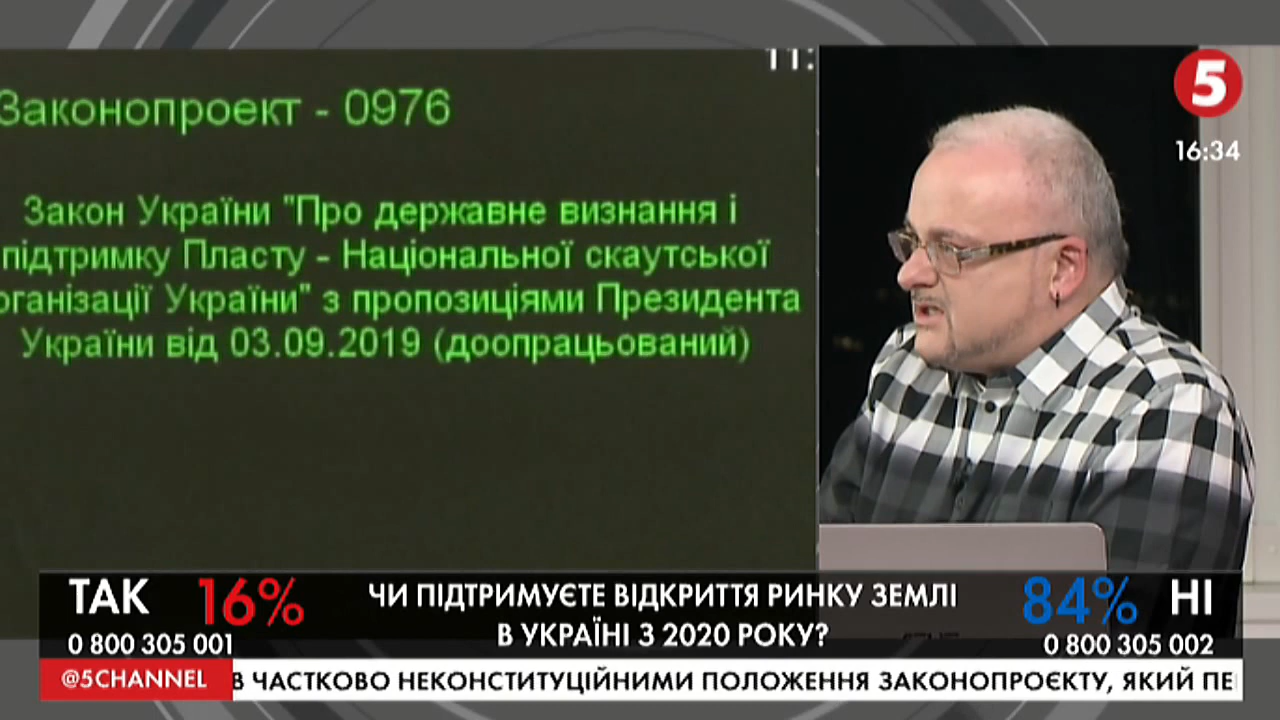 11:
Законопроект - 0976
Закон України "Про державне визнання і
підтримку Пласту - Національної скаутської
організації України" з пропозиціями Президента
України від 03.09.2019 (доопрацьований)
5
16:34
ТАК 16%
0 800 305 001
ЧИ ПІДТРИМУЄТЕ ВІДКРИТТЯ РИНКУ ЗЕМЛІ
В УКРАЇНІ З 2020 РОКУ?
84% НІ
0 800 305 002
@5CHANNEL
В ЧАСТКОВО НЕКОНСТИТУЦІЙНИМИ ПОЛОЖЕННЯ ЗАКОНОПРОЄКТУ, ЯКИЙ ПЕ